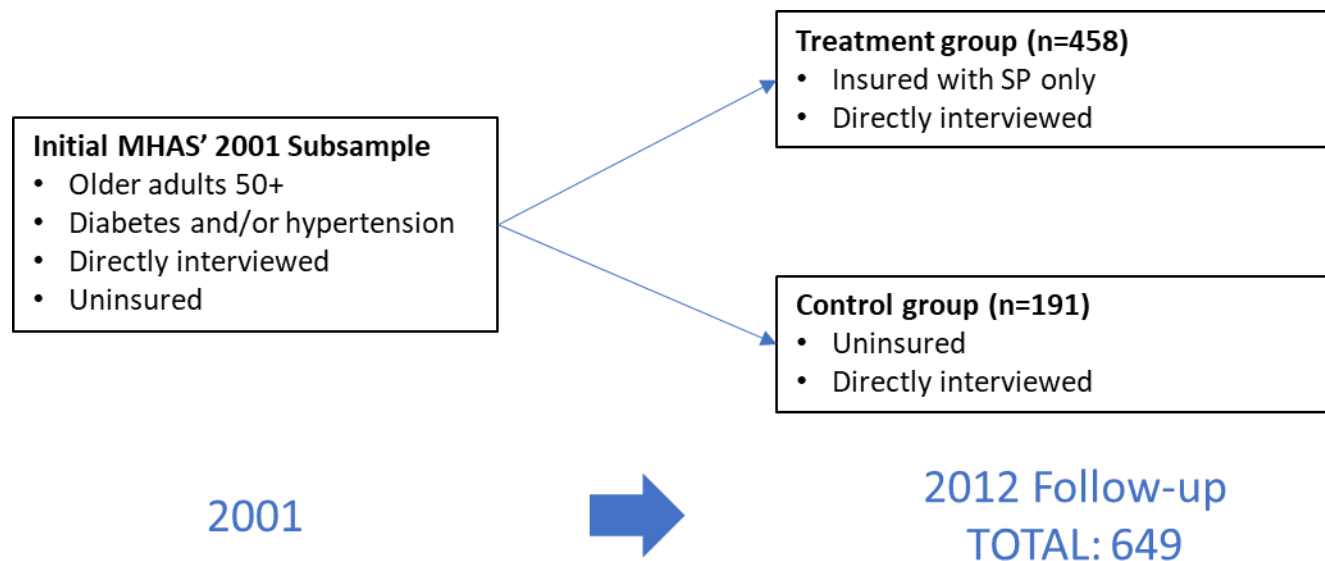 Initial MHAS' 2001 Subsample
• Older adults 50+
• Diabetes and/or hypertension
• Directly interviewed
• Uninsured
Treatment group (n=458)
• Insured with SP only
• Directly interviewed
Control group (n=191)
• Uninsured
• Directly interviewed
2001
2012 Follow-up
TOTAL: 649